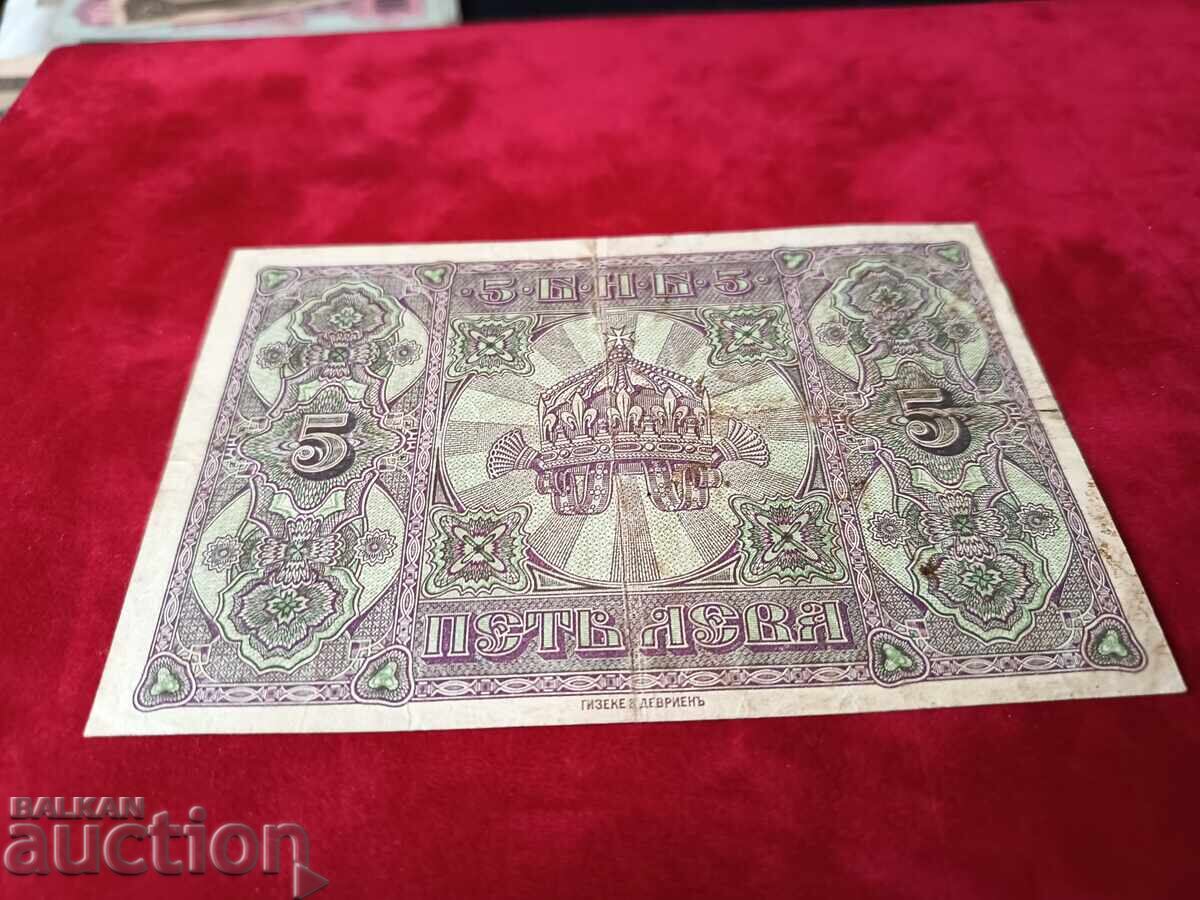 5 · Б · Н · Б · 5
5
5
ПЕТЬ ЛЕВА
ГИЗЕКЕ & ДЕВРИЕНЪ
BALKAN
auction